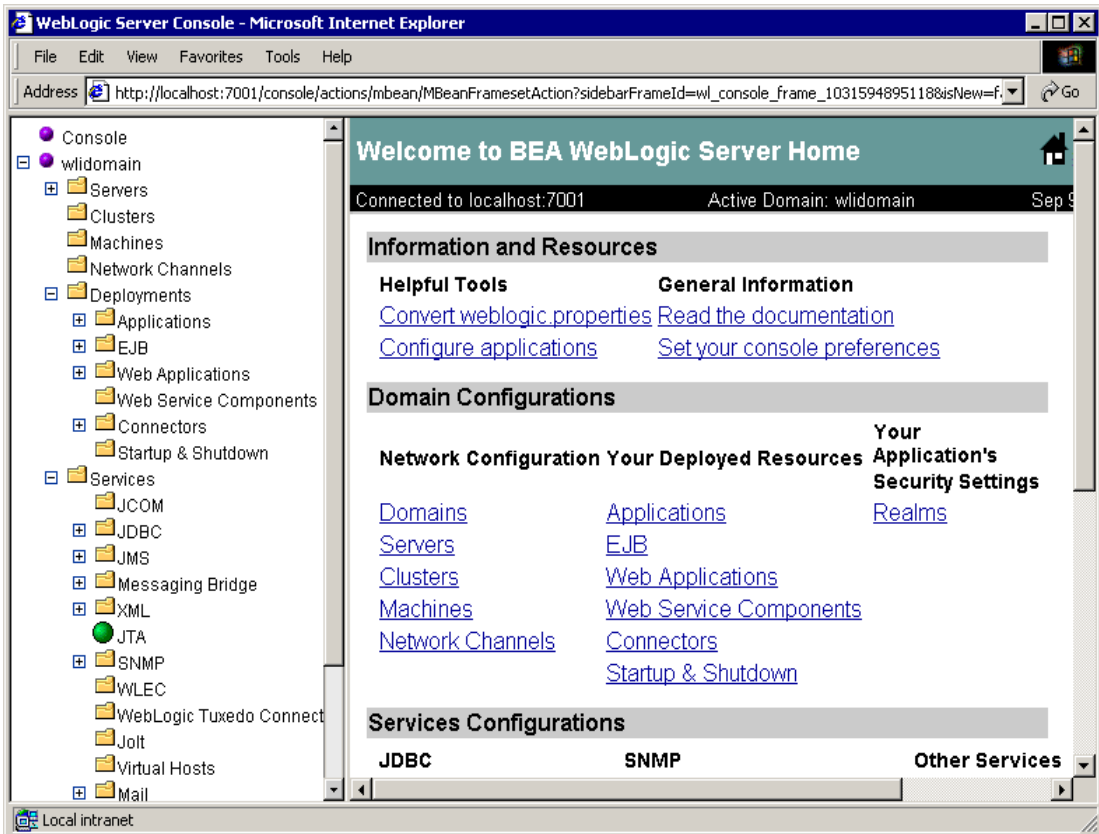 WebLogic Server Console - Microsoft Internet Explorer
File Edit View Favorites Tools Help
Address http://localhost:7001/console/actions/mbean/MBeanFramesetAction?sidebarFrameId=wl_console_frame_1031594895118&isNew=f Go
Console
wlidomain
Servers
Clusters
Machines
Network Channels
Deployments
Applications
EJB
Web Applications
Web Service Components
Connectors
Startup & Shutdown
Services
JCOM
JDBC
JMS
Messaging Bridge
XML
JTA
SNMP
WLEC
WebLogic Tuxedo Connect
Jolt
Virtual Hosts
Mail
Welcome to BEA WebLogic Server Home
Connected to localhost:7001 Active Domain: wlidomain Sep 9
Information and Resources
Helpful Tools General Information
Convert weblogic.properties Read the documentation
Configure applications Set your console preferences
Domain Configurations
Network Configuration Your Deployed Resources Your Application's Security Settings
Domains Applications Realms
Servers EJB
Clusters Web Applications
Machines Web Service Components
Network Channels Connectors
Startup & Shutdown
Services Configurations
JDBC SNMP Other Services
Local intranet